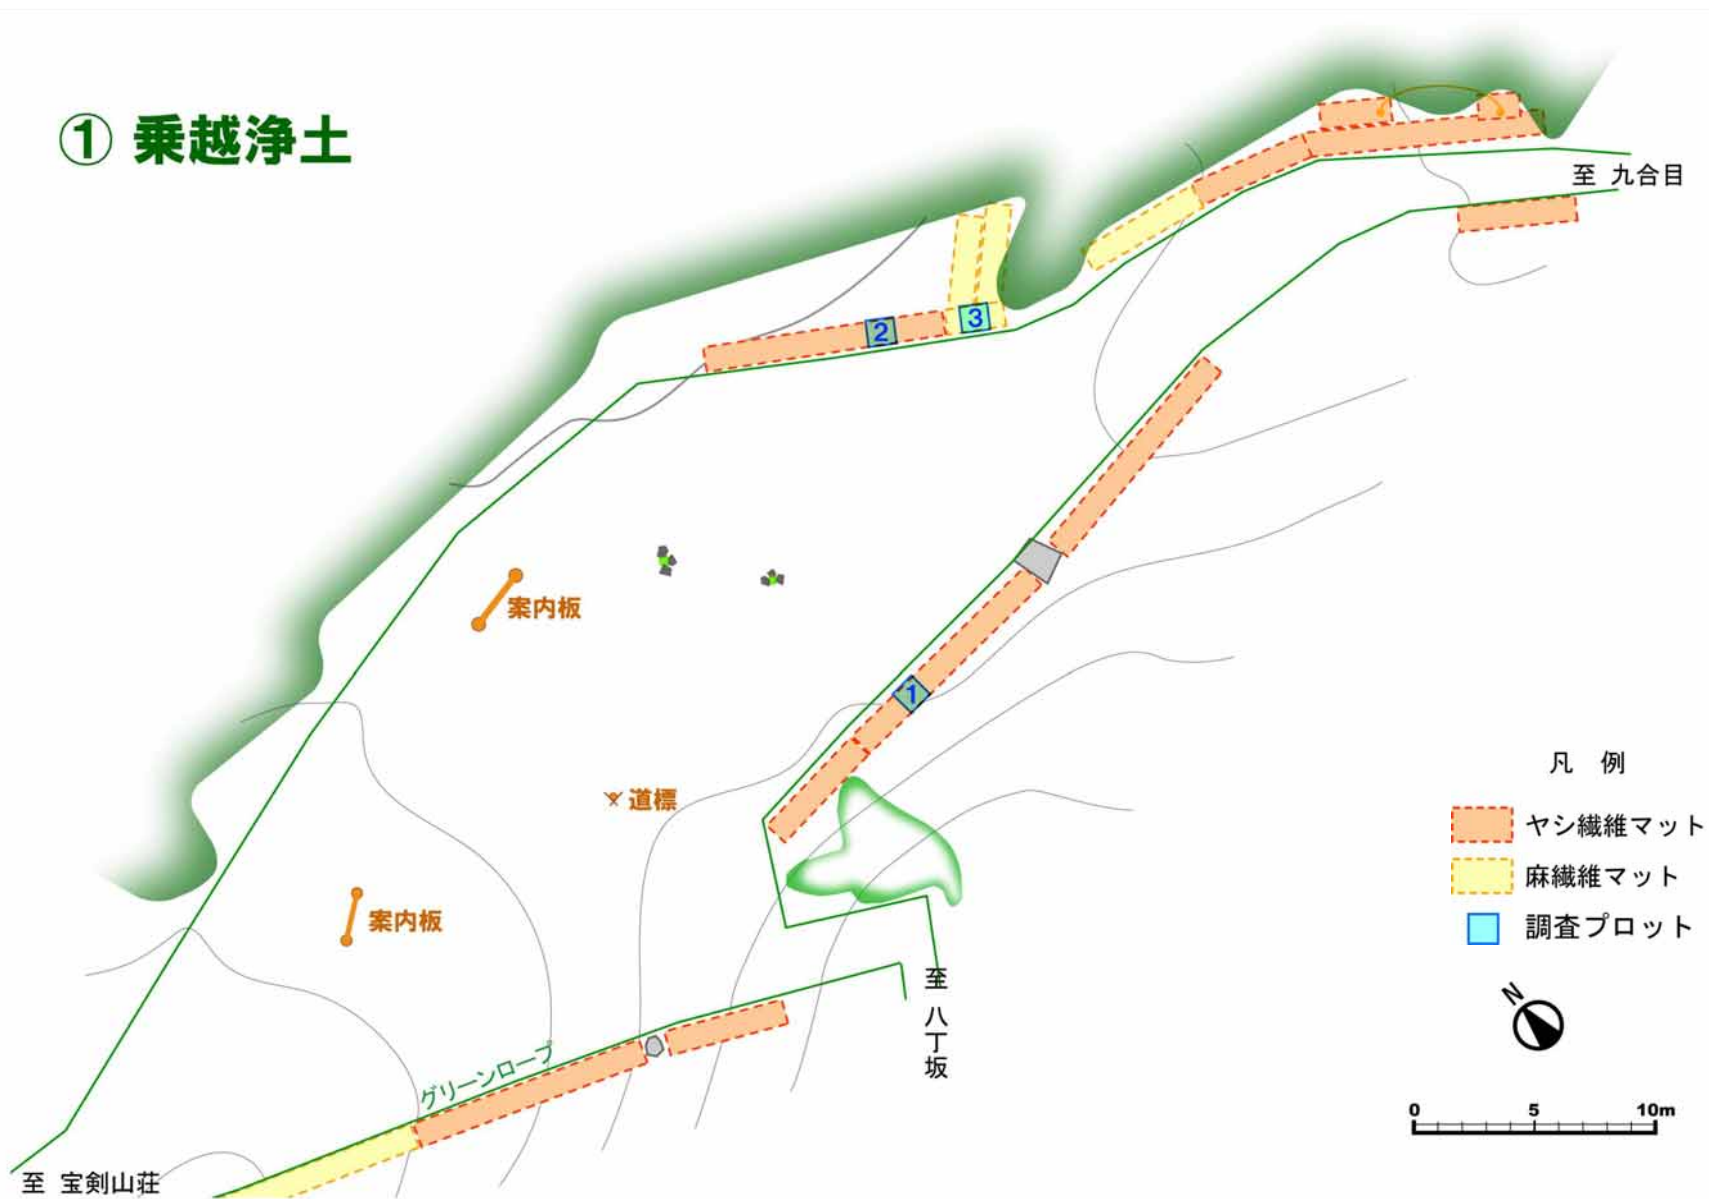 ① 乗越浄土
至 九合目
2
3
案内板
1
道標
案内板
グリーンロープ
至 八丁坂
至 宝剣山荘
凡 例
ヤシ繊維マット
麻繊維マット
調査プロット
N
0 5 10m